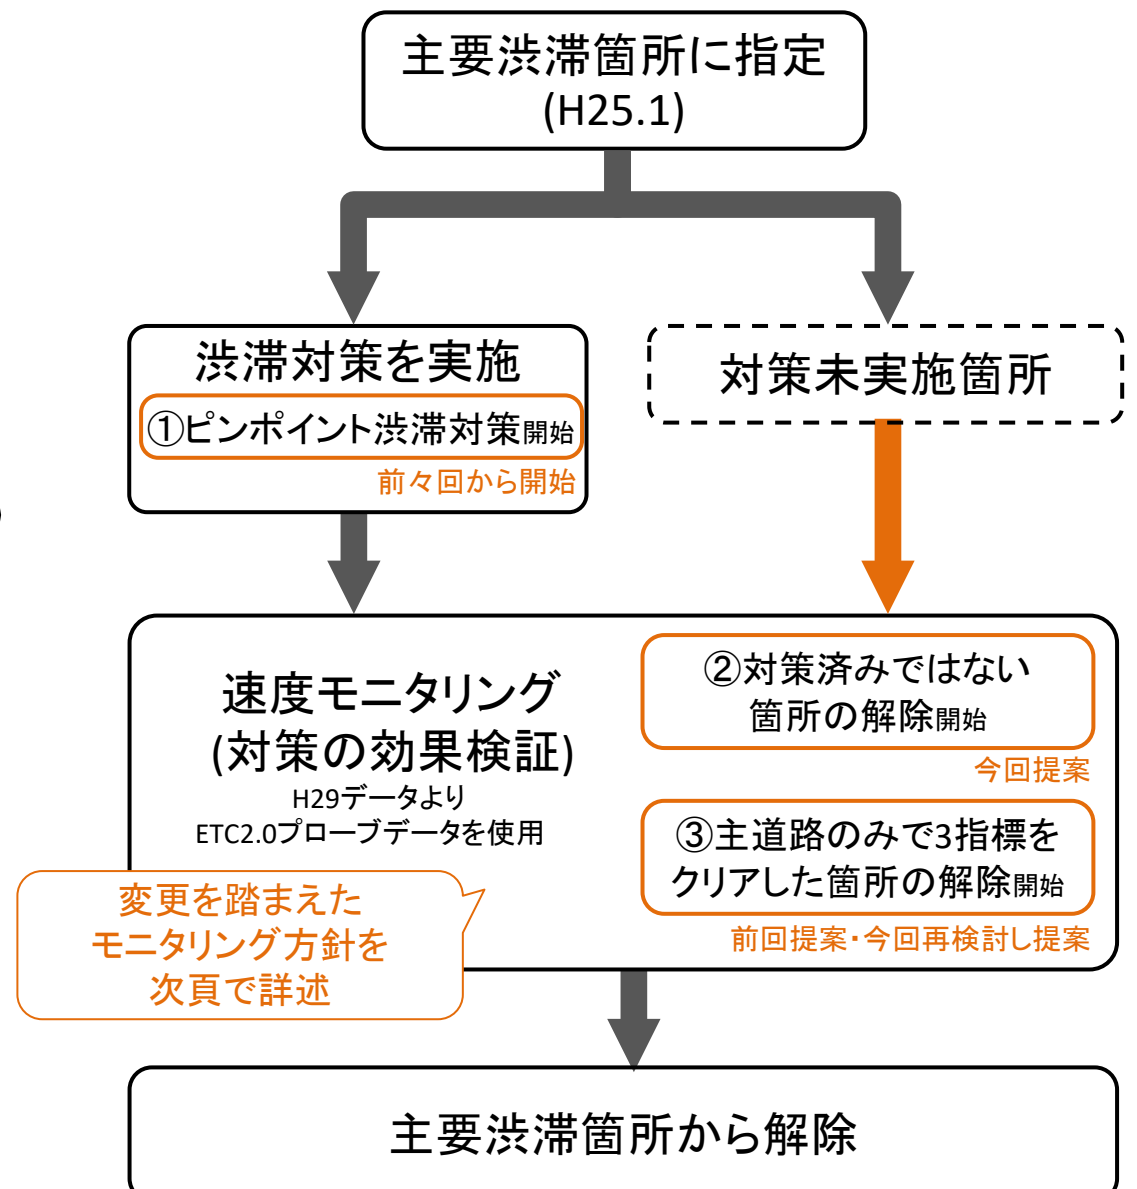 主要渋滞箇所に指定
(H25.1)
渋滞対策を実施
①ピンポイント渋滞対策開始
前々回から開始
対策未実施箇所
速度モニタリング
(対策の効果検証)
H29データより
ETC2.0プローブデータを使用
②対策済みではない
箇所の解除開始
今回提案
③主道路のみで3指標を
クリアした箇所の解除開始
前回提案・今回再検討し提案
変更を踏まえた
モニタリング方針を
次頁で詳述
主要渋滞箇所から解除